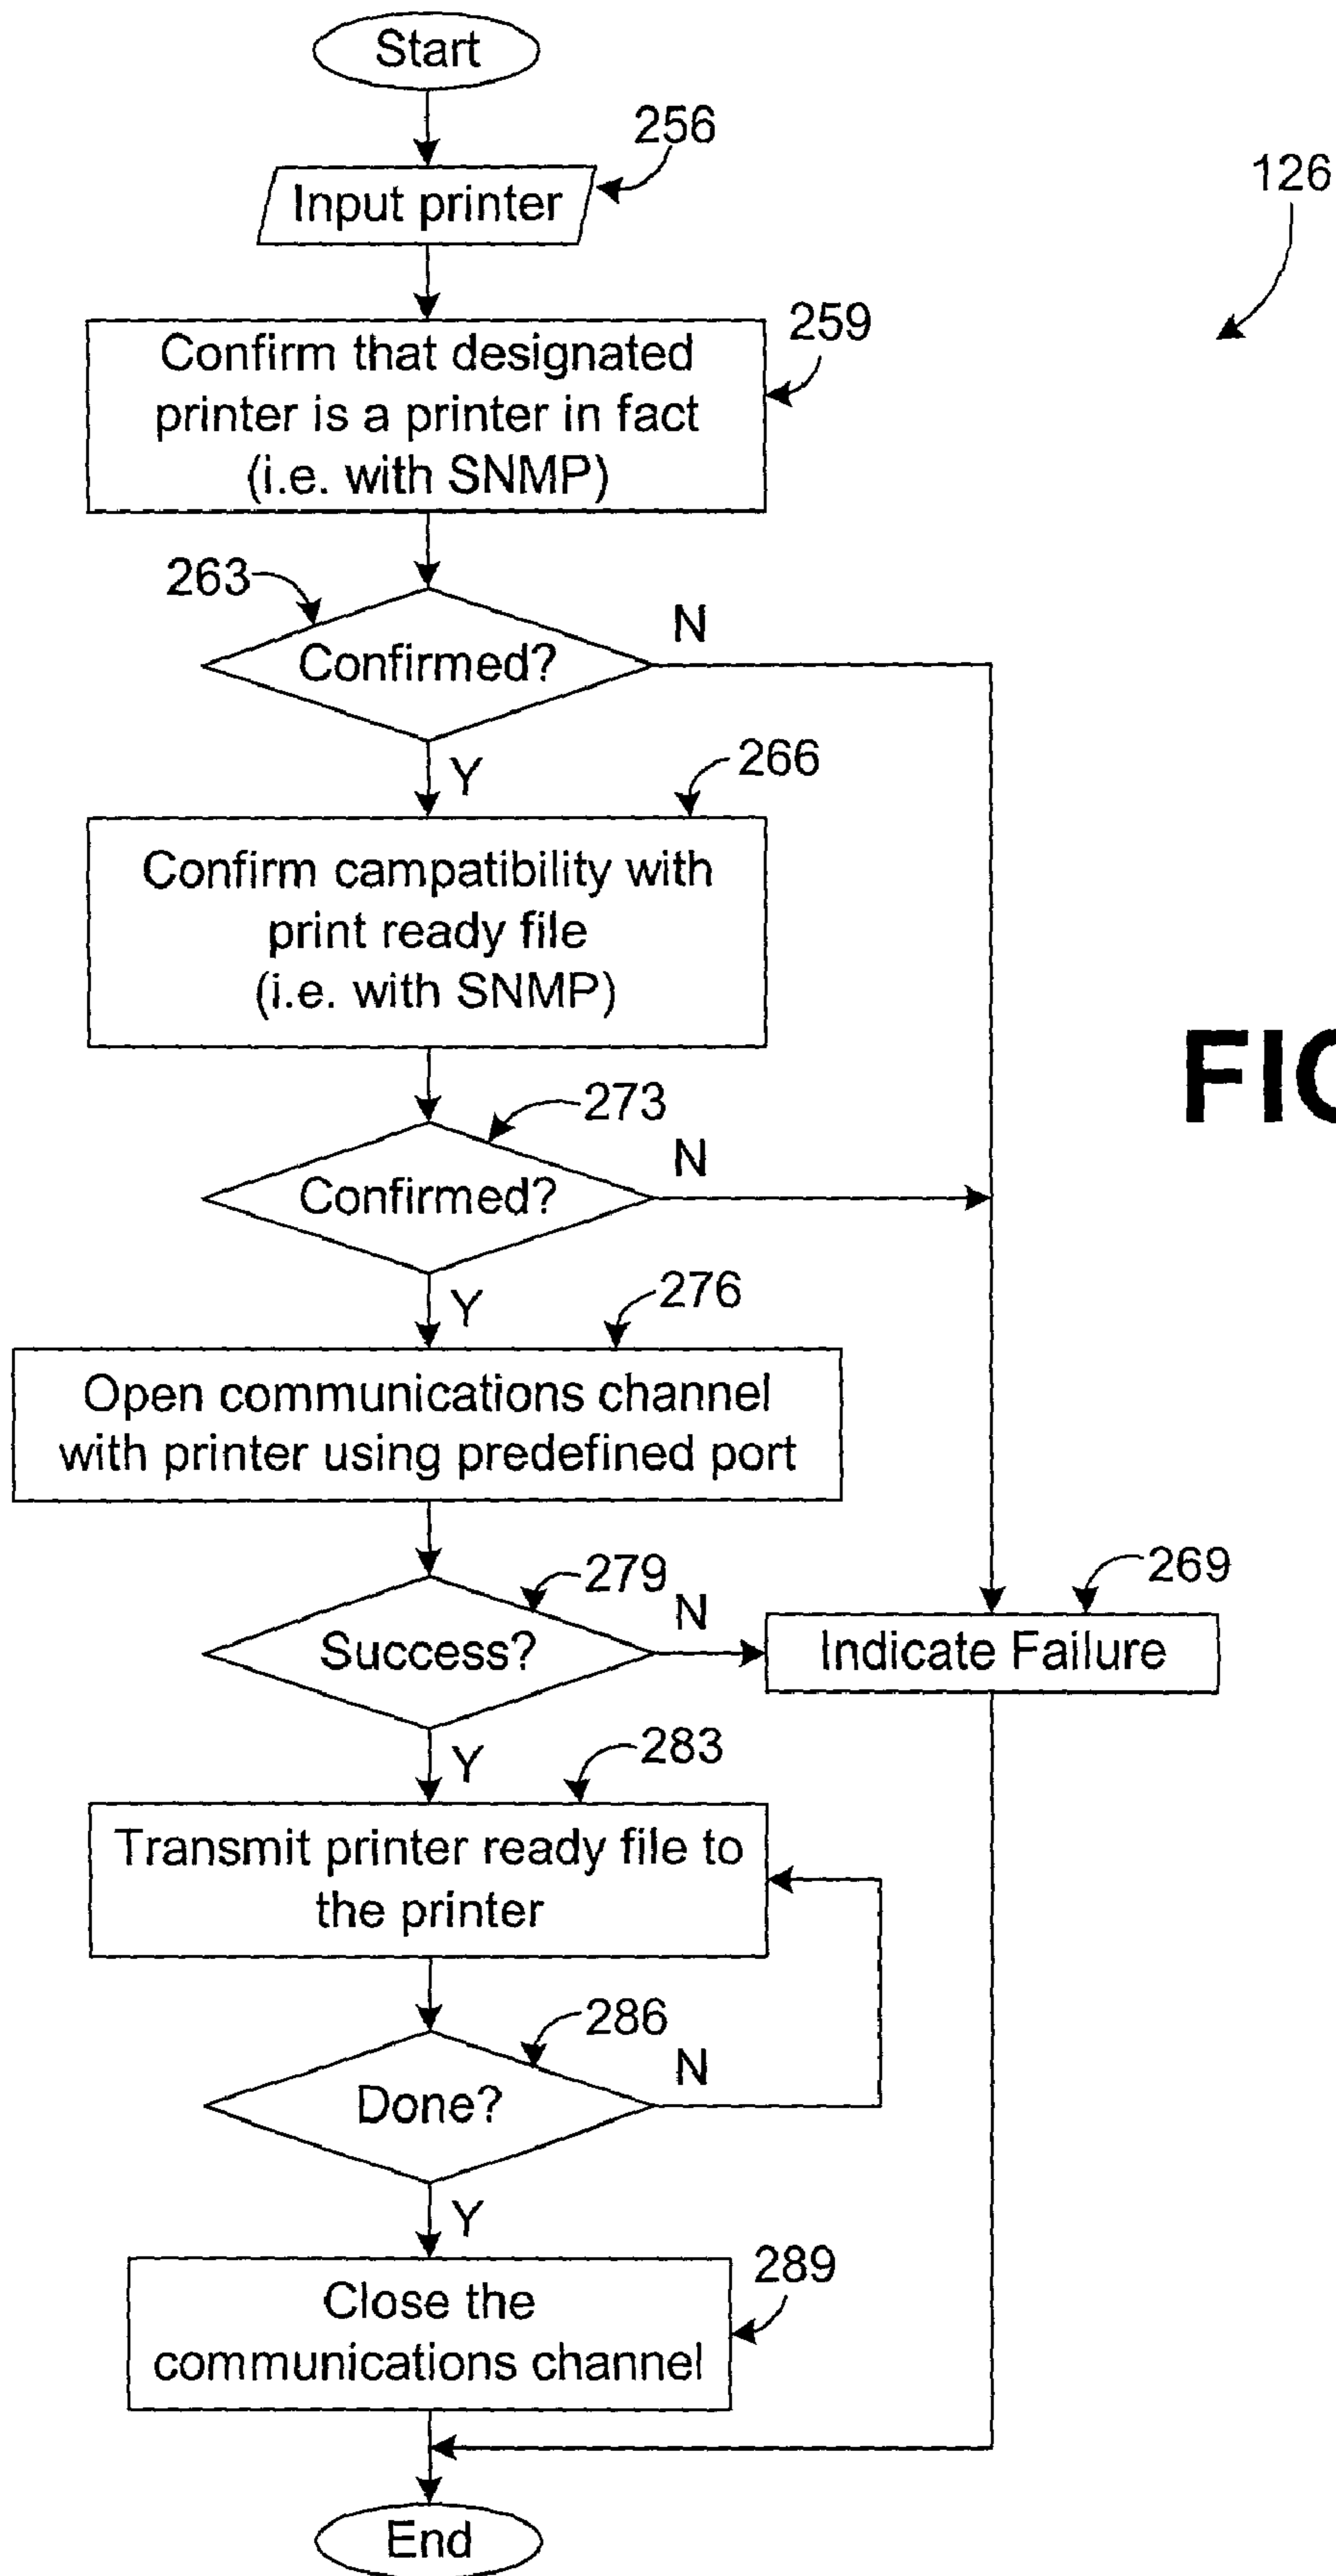 Start
256
Input printer
126
259
Confirm that designated
printer is a printer in fact
(i.e. with SNMP)
263
Confirmed?
N
Y
266
Confirm campatibility with
print ready file
(i.e. with SNMP)
273
Confirmed?
N
Y
276
Open communications channel
with printer using predefined port
279
Success?
N
269
Indicate Failure
Y
283
Transmit printer ready file to
the printer
286
Done?
N
Y
289
Close the
communications channel
End